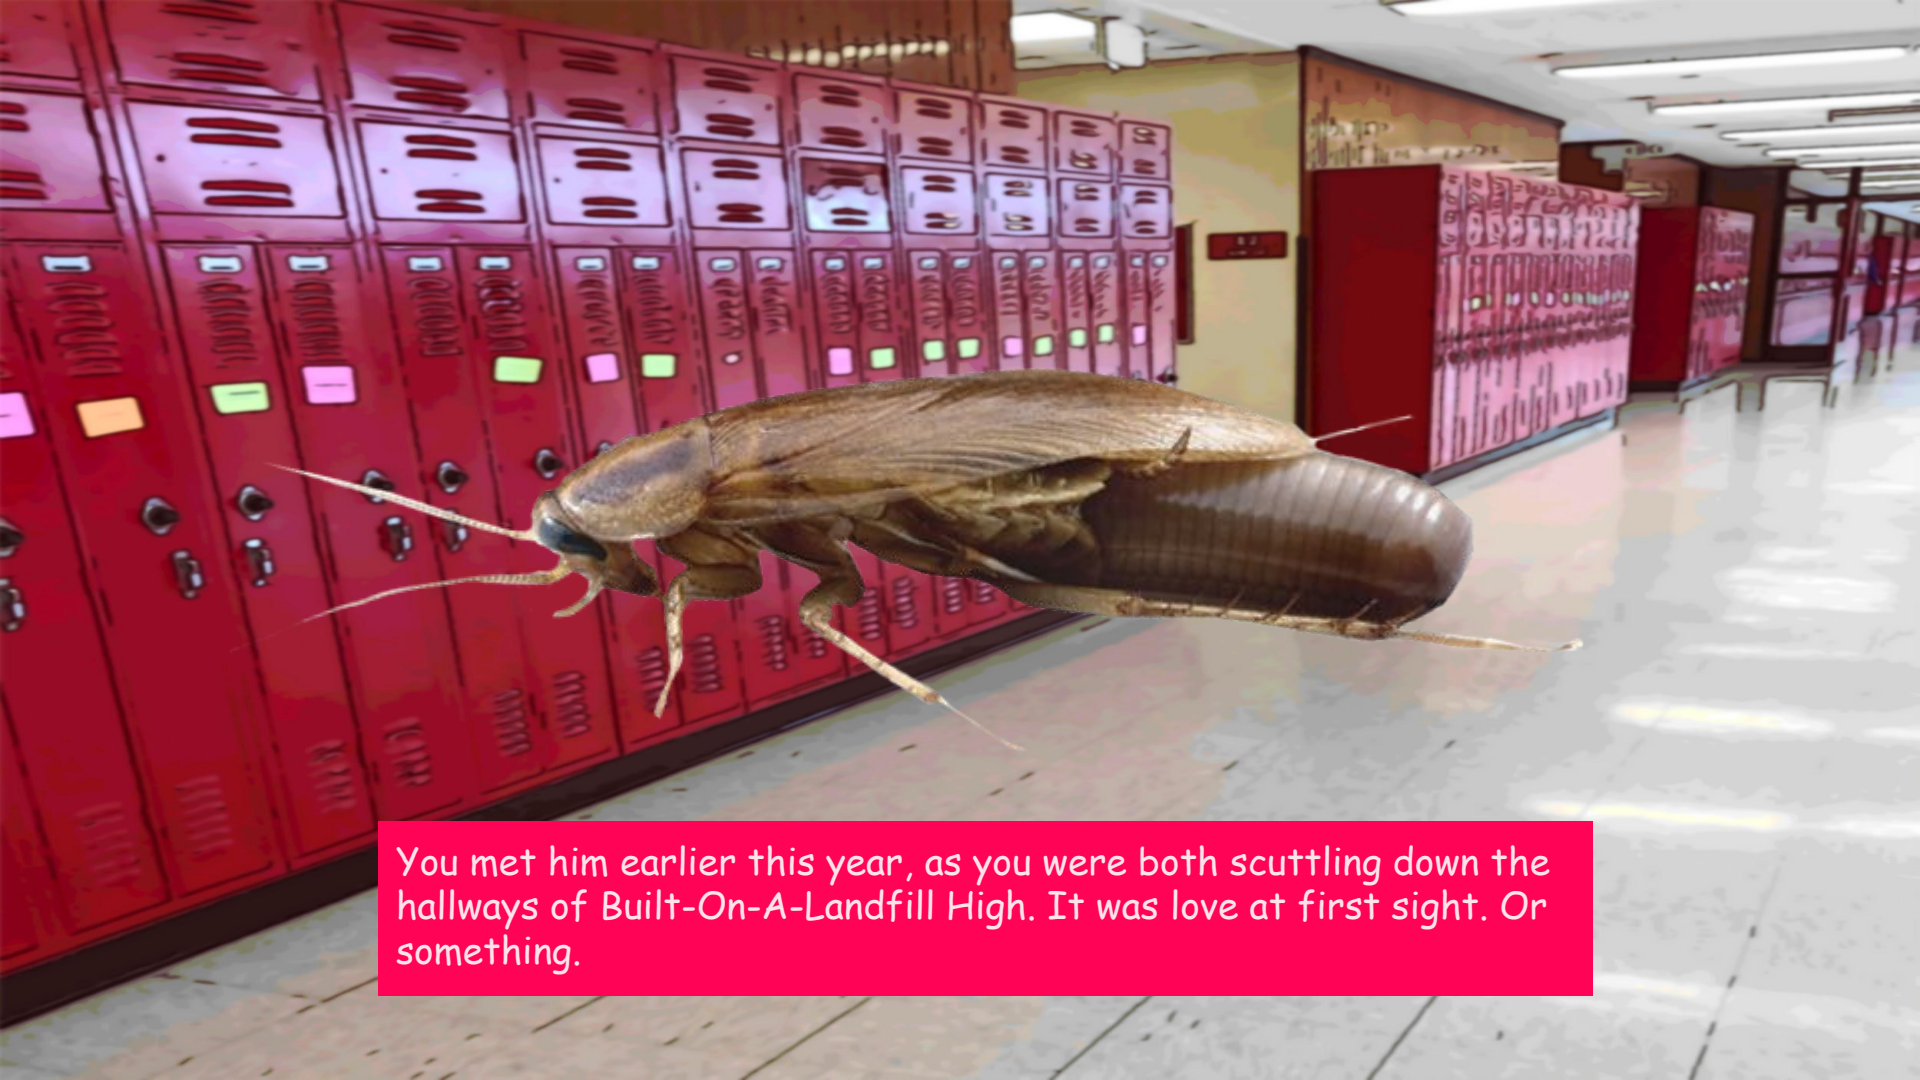 You met him earlier this year, as you were both scuttling down the
hallways of Built-On-A-Landfill High. It was love at first sight. Or
something.